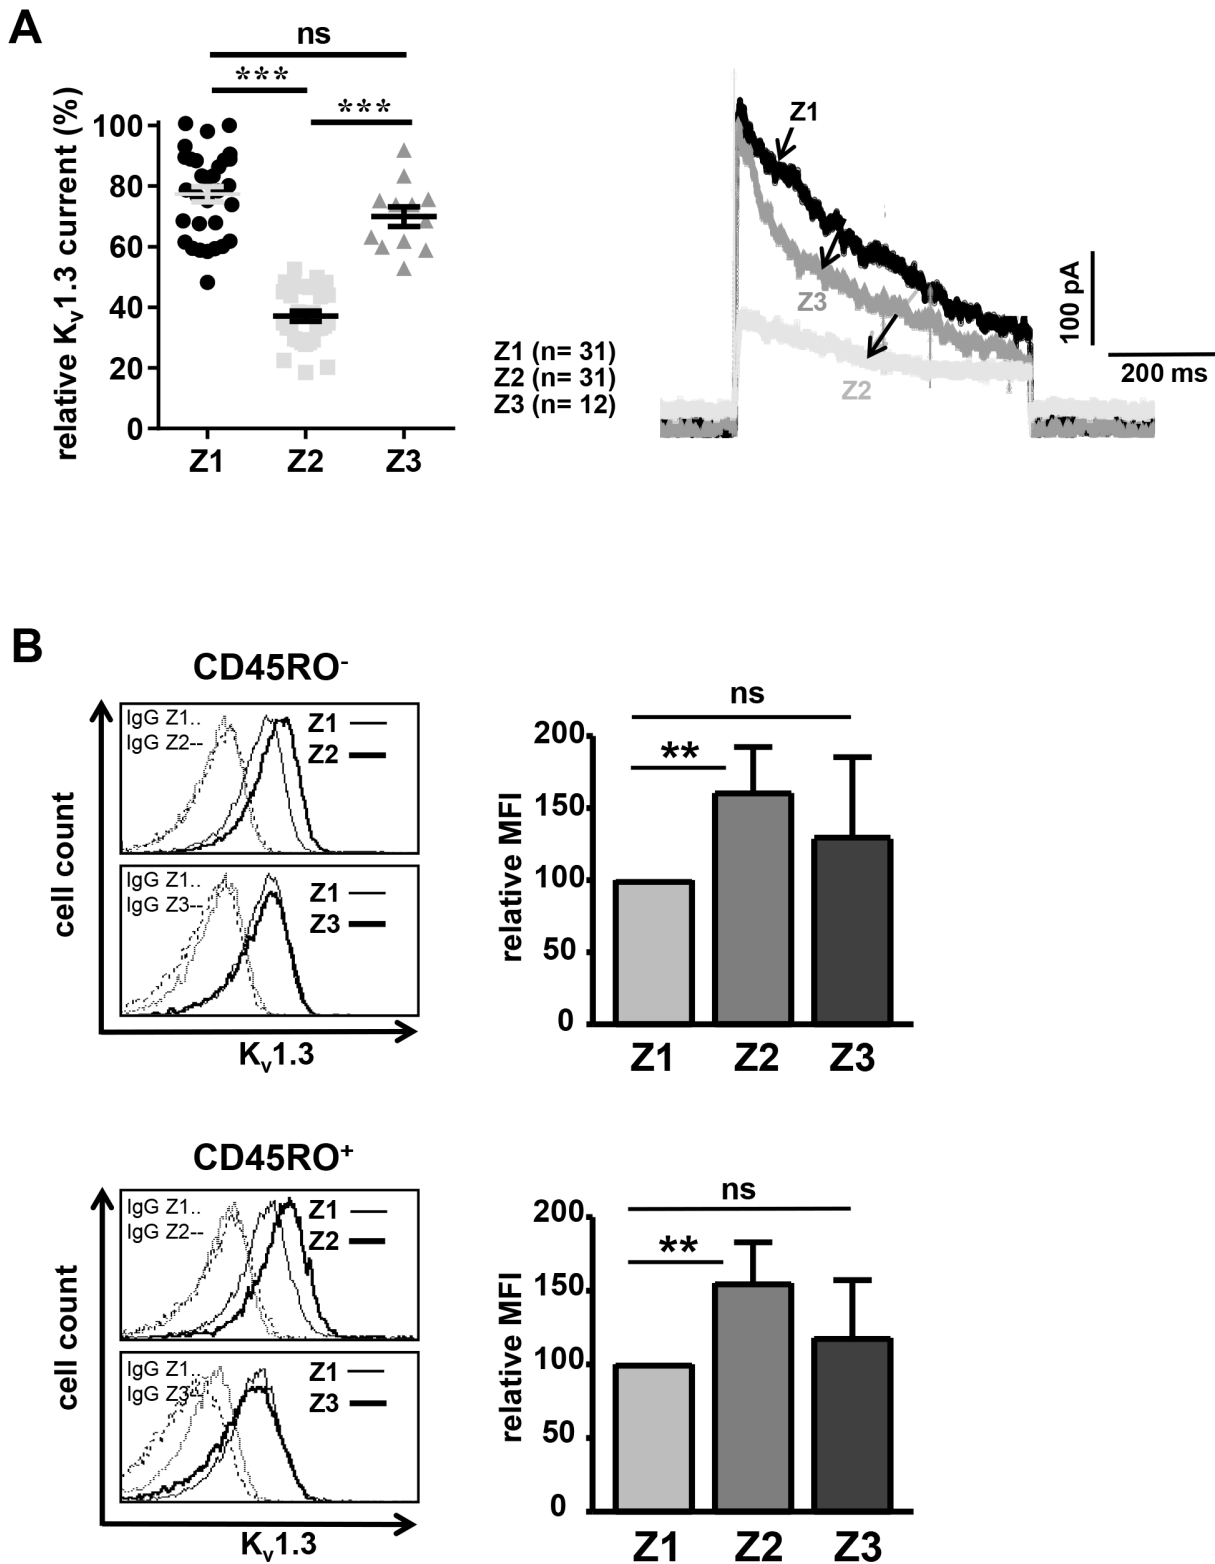 A
ns
***
***
relative Kv1.3 current (%)
100
80
60
40
20
0
Z1 Z2 Z3
Z1 (n= 31)
Z2 (n= 31)
Z3 (n= 12)
Z1
Z3
Z2
100 pA
200 ms
B
CD45RO-
IgG Z1..
IgG Z2--
Z1
Z2
IgG Z1..
IgG Z3--
Z1
Z3
cell count
Kv1.3
ns
**
relative MFI
200
150
100
50
0
Z1 Z2 Z3
CD45RO+
IgG Z1..
IgG Z2--
Z1
Z2
IgG Z1..
IgG Z3--
Z1
Z3
cell count
Kv1.3
ns
**
relative MFI
200
150
100
50
0
Z1 Z2 Z3